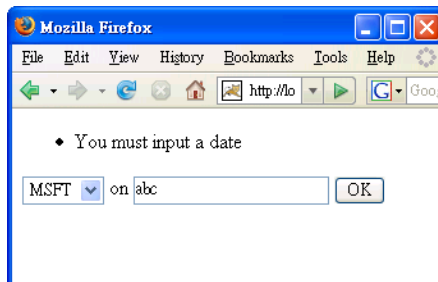 Mozilla Firefox
File Edit View History Bookmarks Tools Help
http://lo G Goo
• You must input a date
MSFT on abc OK